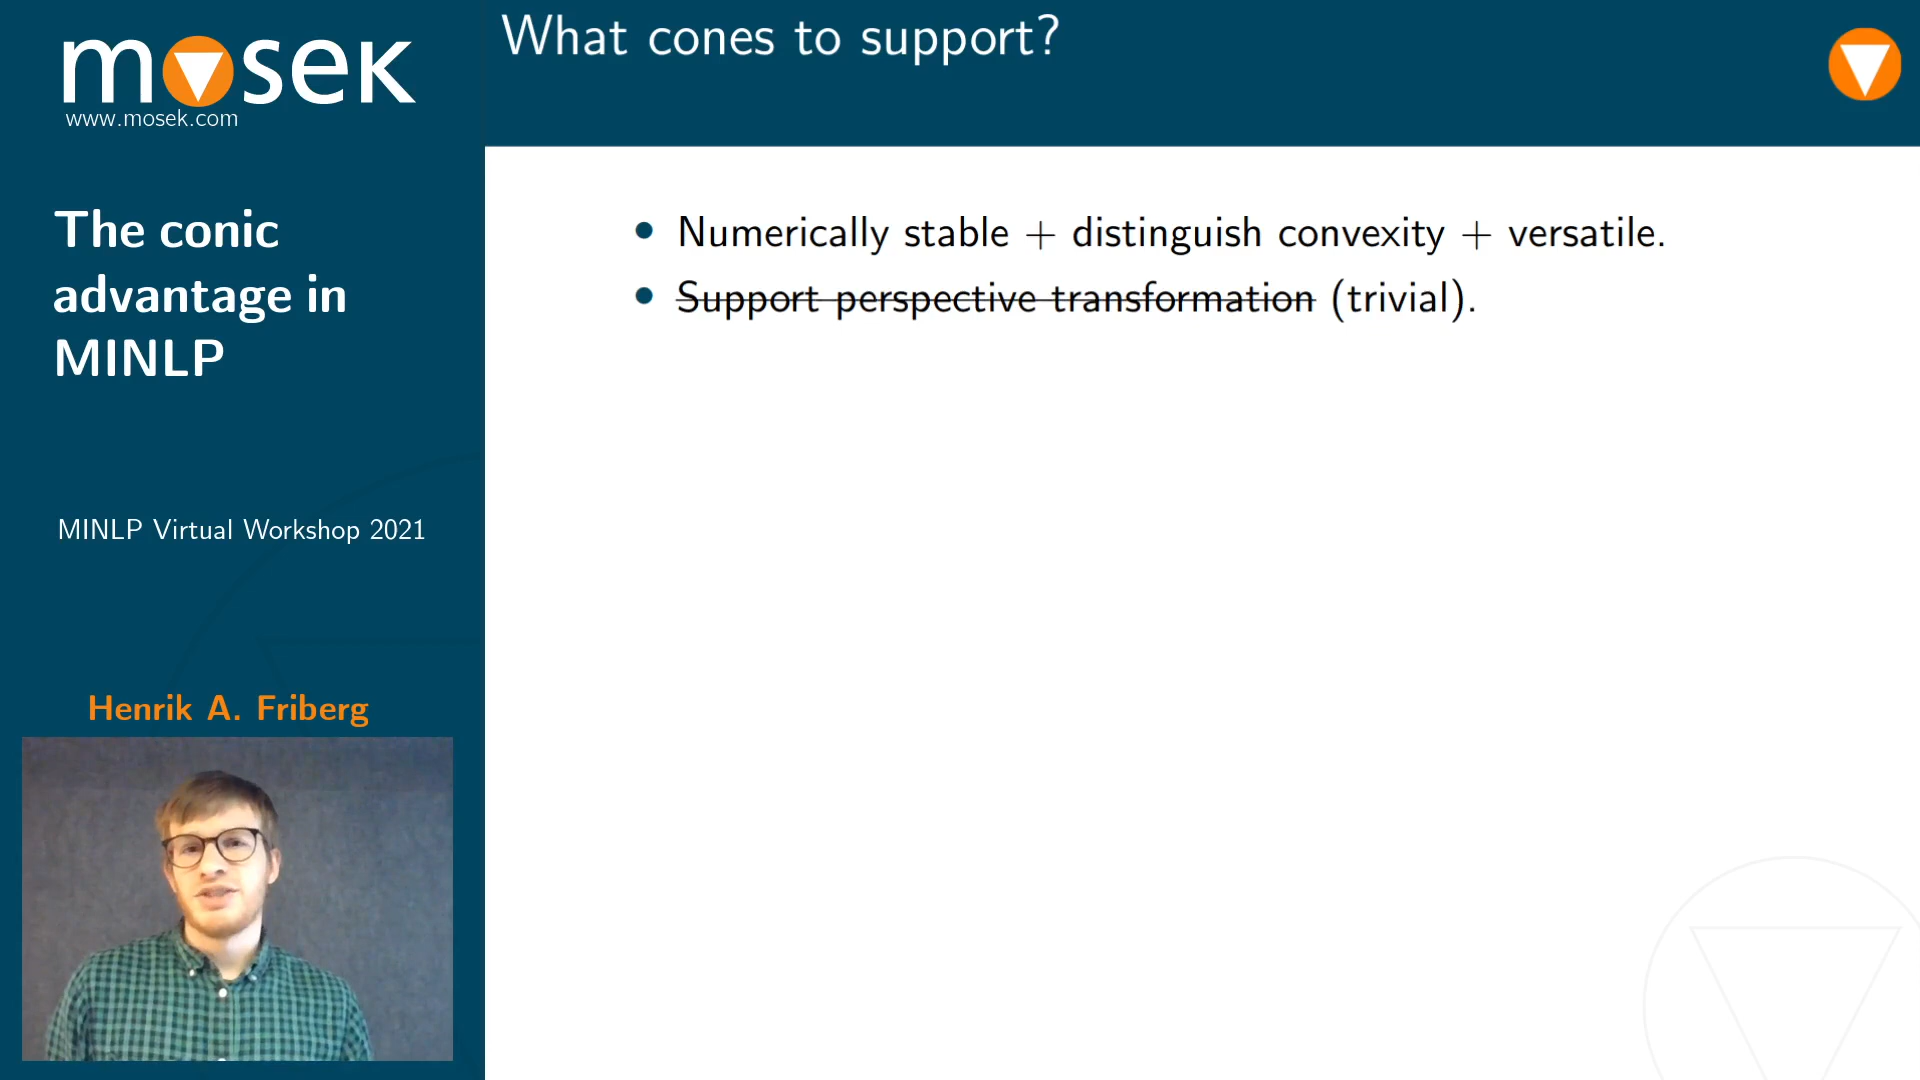 mosek
www.mosek.com
The conic
advantage in
MINLP
MINLP Virtual Workshop 2021
Henrik A. Friberg
What cones to support?
• Numerically stable + distinguish convexity + versatile.
• Support perspective transformation (trivial).